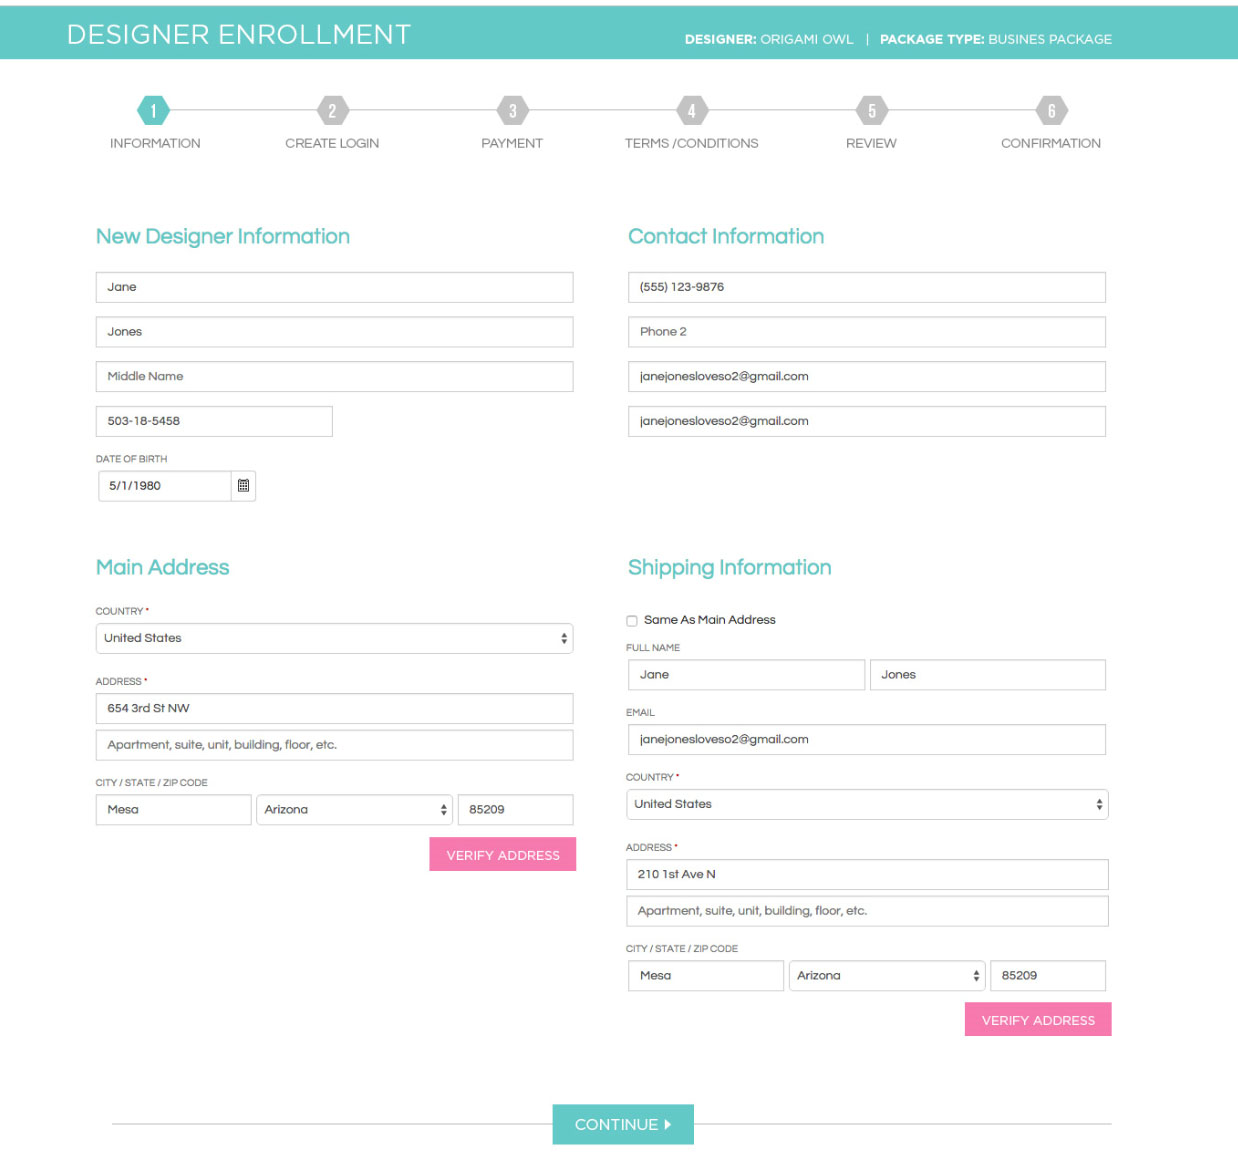 DESIGNER ENROLLMENT
DESIGNER: ORIGAMI OWL | PACKAGE TYPE: BUSINES PACKAGE
1 2 3 4 5 6
INFORMATION CREATE LOGIN PAYMENT TERMS /CONDITIONS REVIEW CONFIRMATION
New Designer Information
Jane
Jones
Middle Name
503-18-5458
DATE OF BIRTH
5/1/1980
Contact Information
(555) 123-9876
Phone 2
janejonesloveso2@gmail.com
janejonesloveso2@gmail.com
Main Address
COUNTRY *
United States
ADDRESS *
654 3rd St NW
Apartment, suite, unit, building, floor, etc.
CITY / STATE / ZIP CODE
Mesa Arizona 85209
VERIFY ADDRESS
Shipping Information
Same As Main Address
FULL NAME
Jane Jones
EMAIL
janejonesloveso2@gmail.com
COUNTRY *
United States
ADDRESS *
210 1st Ave N
Apartment, suite, unit, building, floor, etc.
CITY / STATE / ZIP CODE
Mesa Arizona 85209
VERIFY ADDRESS
CONTINUE